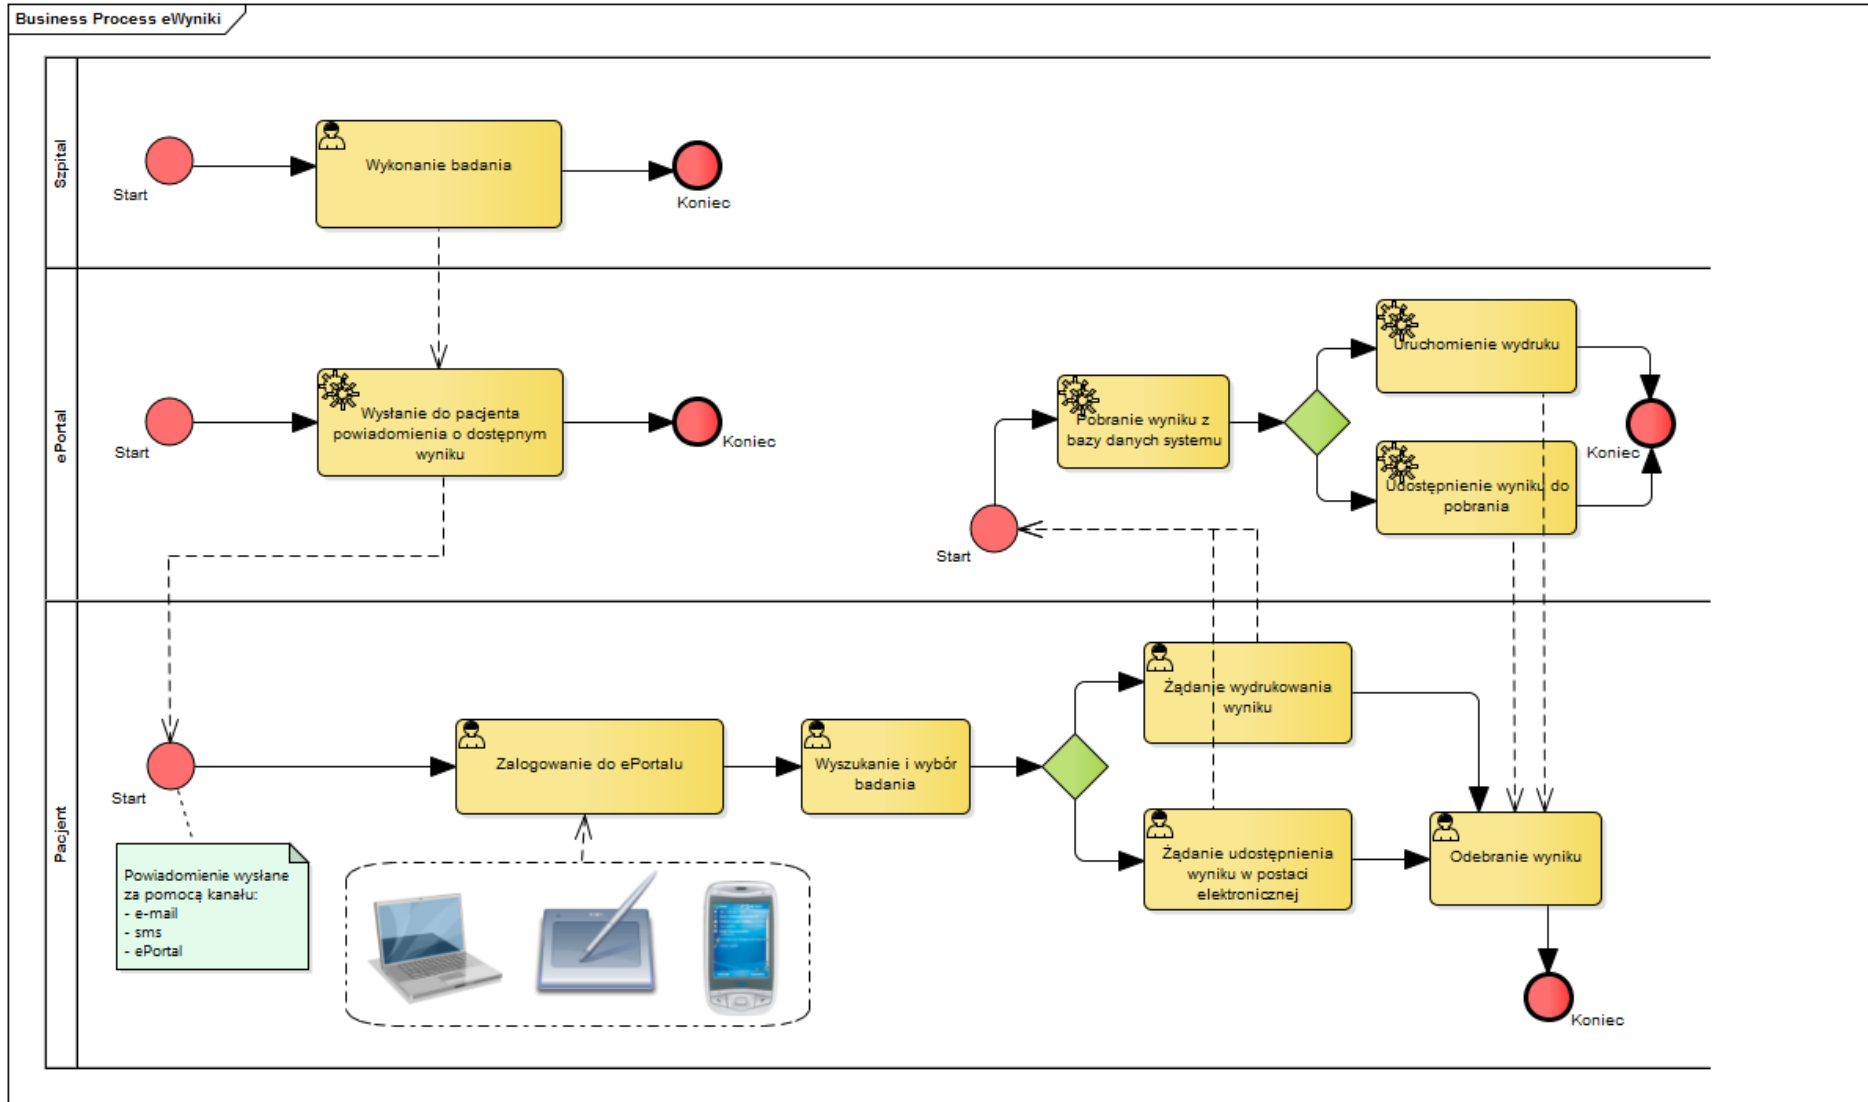 Business Process eWyniki
Szpital
Start
Wykonanie badania
Koniec
ePortal
Start
Wysłanie do pacjenta
powiadomienia o dostępnym
wyniku
Koniec
Start
Pobranie wyniku z
bazy danych systemu
Uruchomienie wydruku
Udostępnienie wyniku do
pobrania
Koniec
Pacjent
Start
Powiadomienie wysłane
za pomocą kanału:
- e-mail
- sms
- ePortal
Zalogowanie do ePortalu
Wyszukanie i wybór
badania
Żądanie wydrukowania
wyniku
Żądanie udostępnienia
wyniku w postaci
elektronicznej
Odebranie wyniku
Koniec